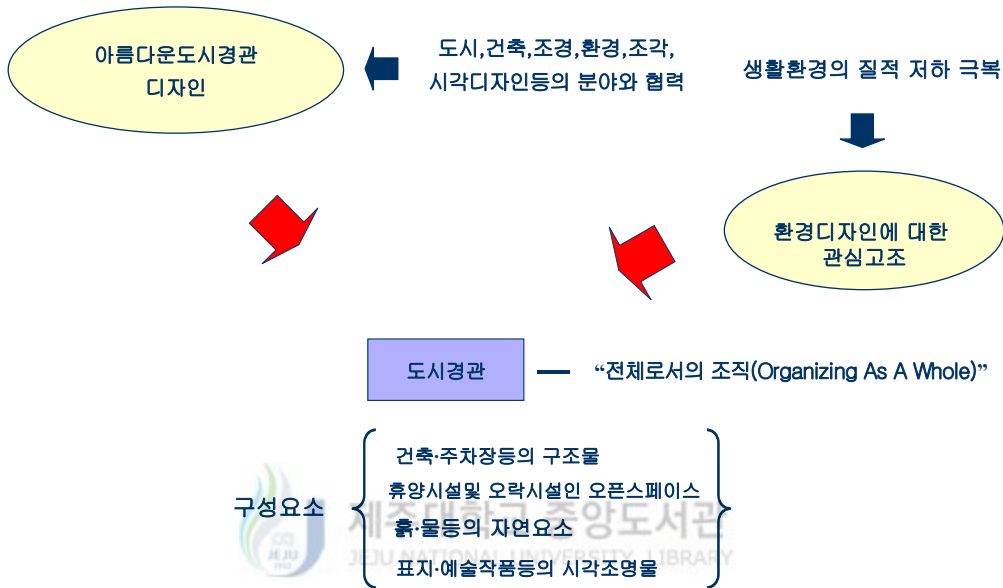 아름다운도시경관
디자인
도시,건축,조경,환경,조각,
시각디자인등의 분야와 협력
생활환경의 질적 저하 극복
환경디자인에 대한
관심고조
도시경관
“전체로서의 조직(Organizing As A Whole)”
구성요소
건축·주차장등의 구조물
휴양시설및 오락시설인 오픈스페이스
흙·물등의 자연요소
표지·예술작품등의 시각조명물
제주대학교 중앙도서관
JEJU NATIONAL UNIVERSITY LIBRARY
JEJU
1952